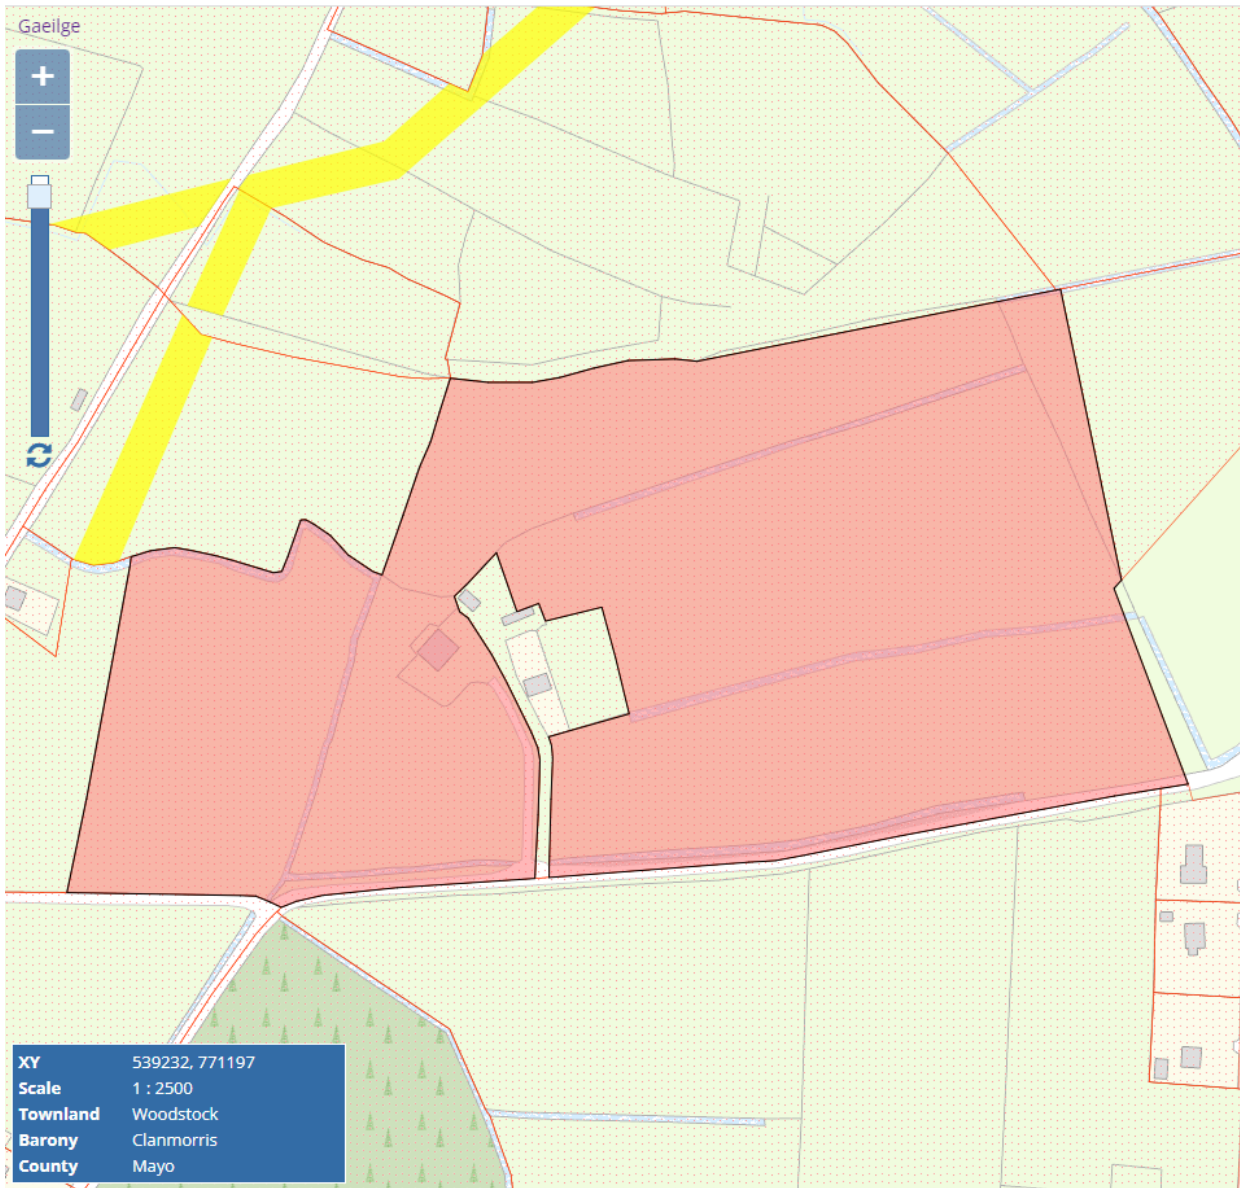 Gaeilge
+
−
XY 539232, 771197
Scale 1 : 2500
Townland Woodstock
Barony Clanmorris
County Mayo